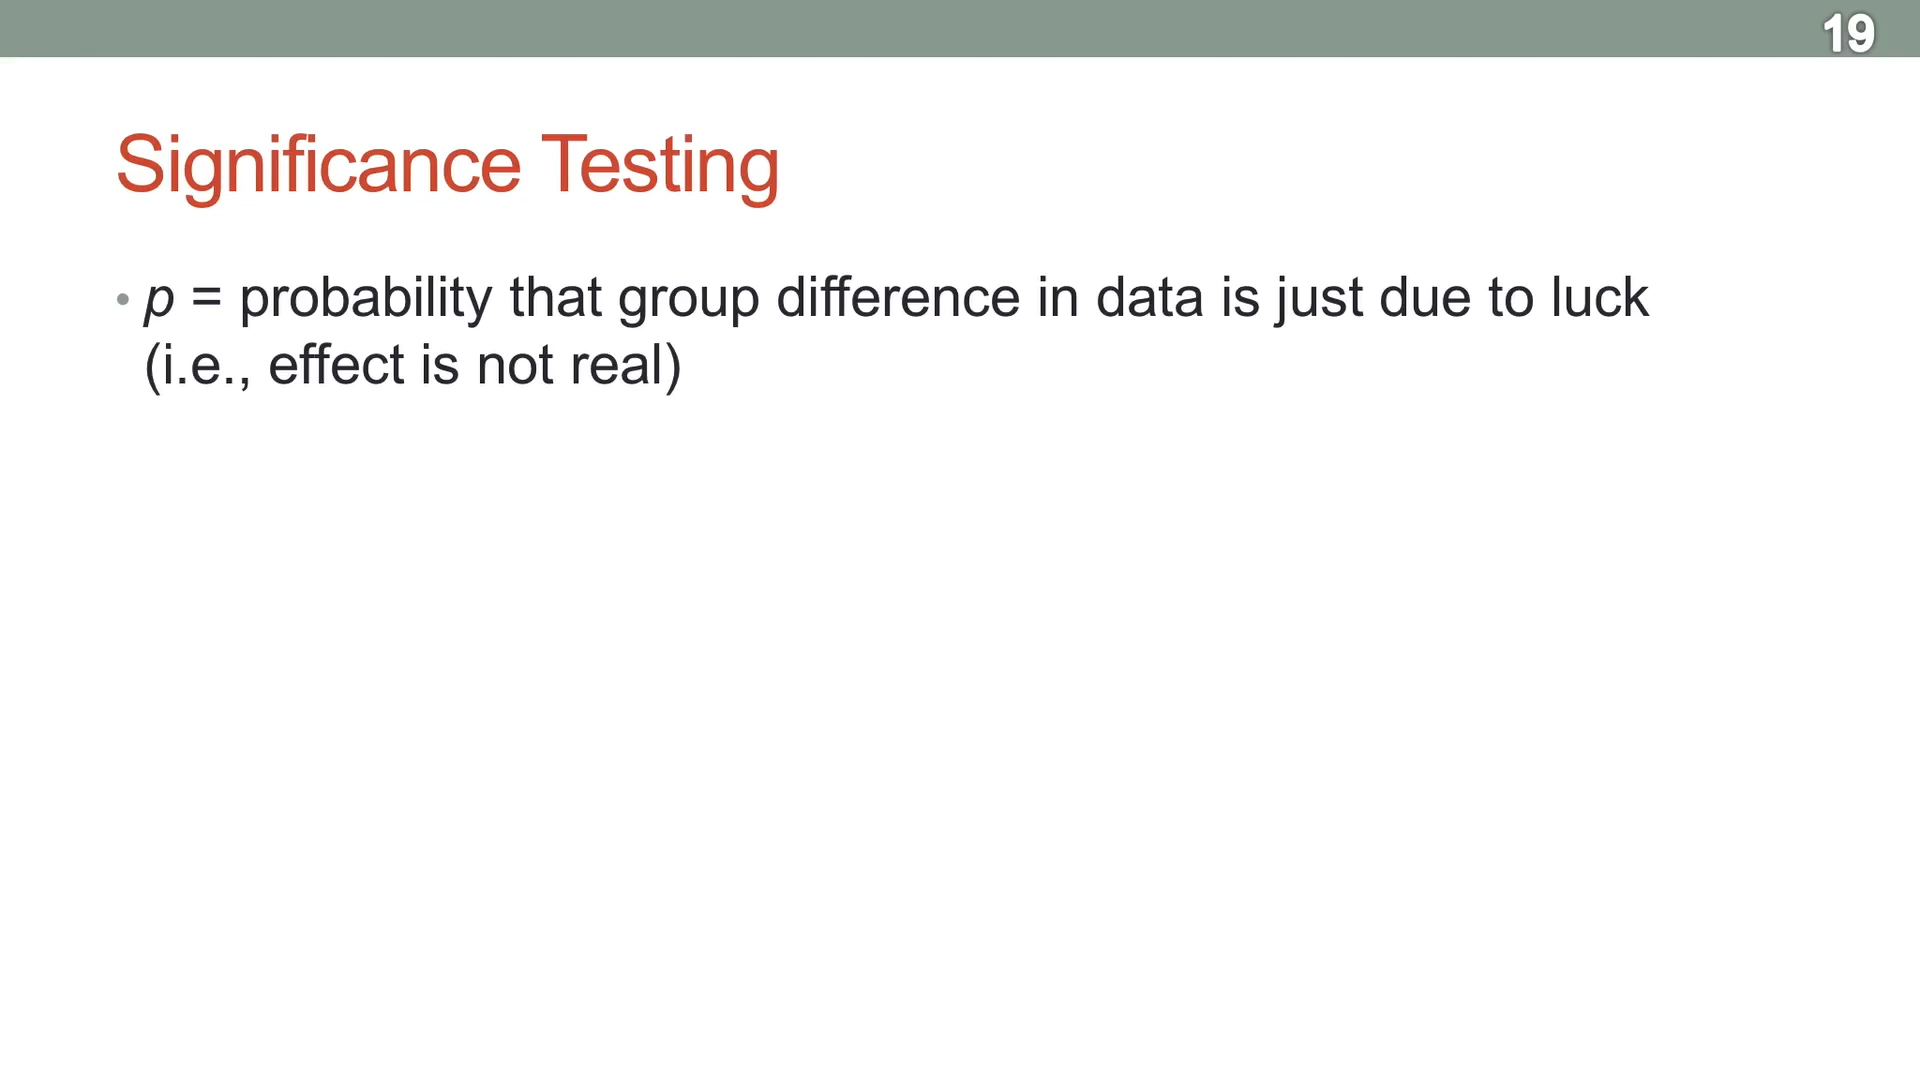 19
Significance Testing
• p = probability that group difference in data is just due to luck
(i.e., effect is not real)